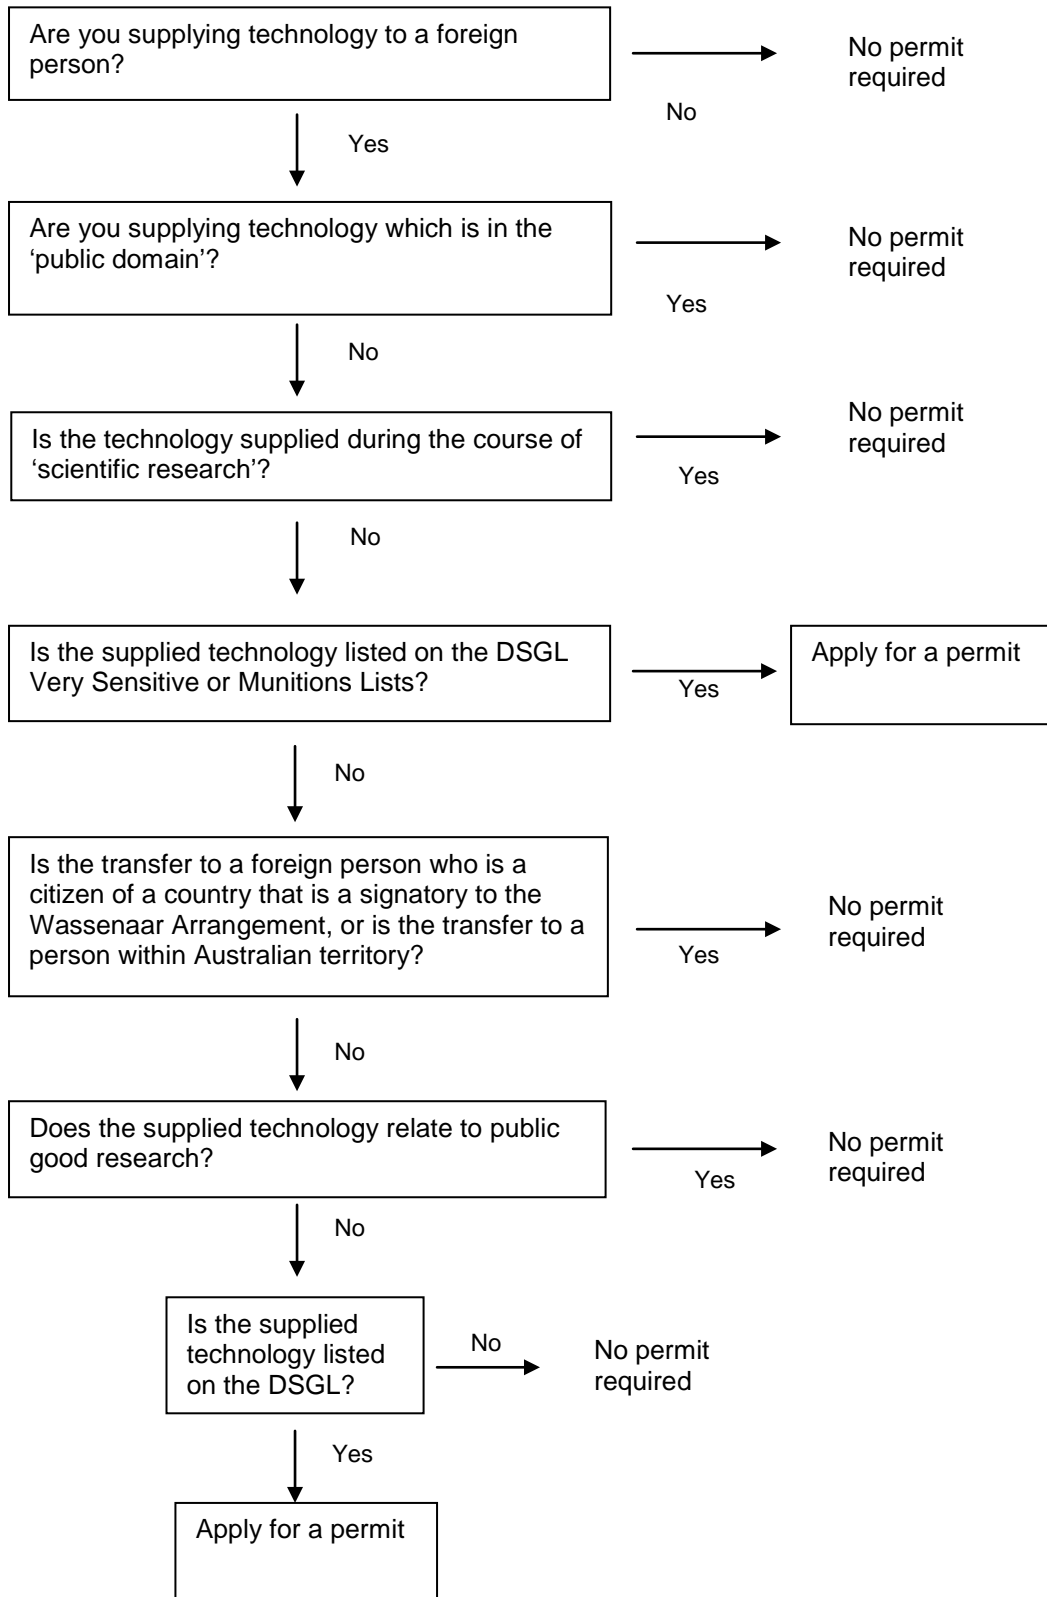 Are you supplying technology to a foreign
person?
No permit
required
No
Yes
Are you supplying technology which is in the
‘public domain’?
No permit
required
Yes
No
Is the technology supplied during the course of
‘scientific research’?
No permit
required
Yes
No
Is the supplied technology listed on the DSGL
Very Sensitive or Munitions Lists?
Apply for a permit
Yes
No
Is the transfer to a foreign person who is a
citizen of a country that is a signatory to the
Wassenaar Arrangement, or is the transfer to a
person within Australian territory?
No permit
required
Yes
No
Does the supplied technology relate to public
good research?
No permit
required
Yes
No
Is the supplied
technology listed
on the DSGL?
No
No permit
required
Yes
Apply for a permit